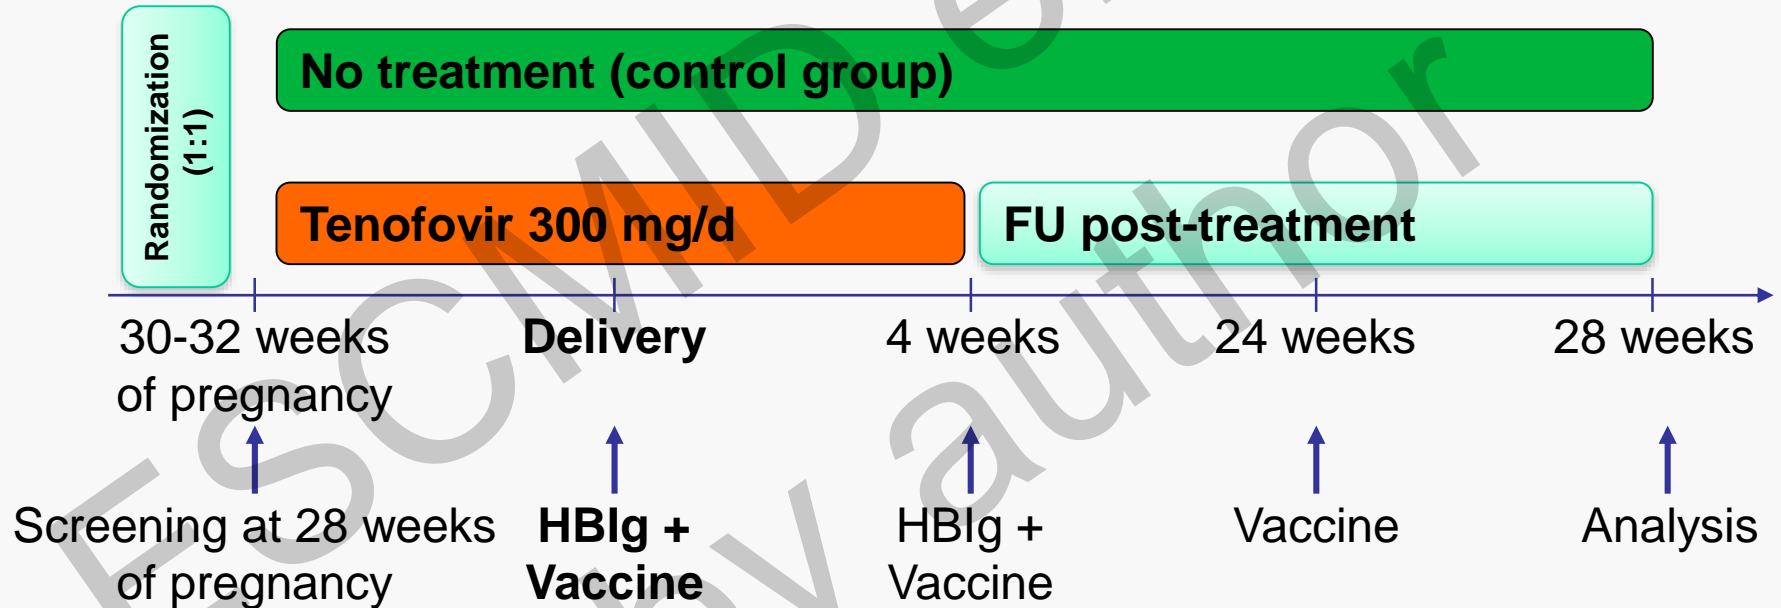 Randomization
(1:1)
No treatment (control group)
Tenofovir 300 mg/d
FU post-treatment
30-32 weeks
of pregnancy
Delivery
4 weeks
24 weeks
28 weeks
Screening at 28 weeks
of pregnancy
HBIg +
Vaccine
HBIg +
Vaccine
Vaccine
Analysis
ESCMID
by author